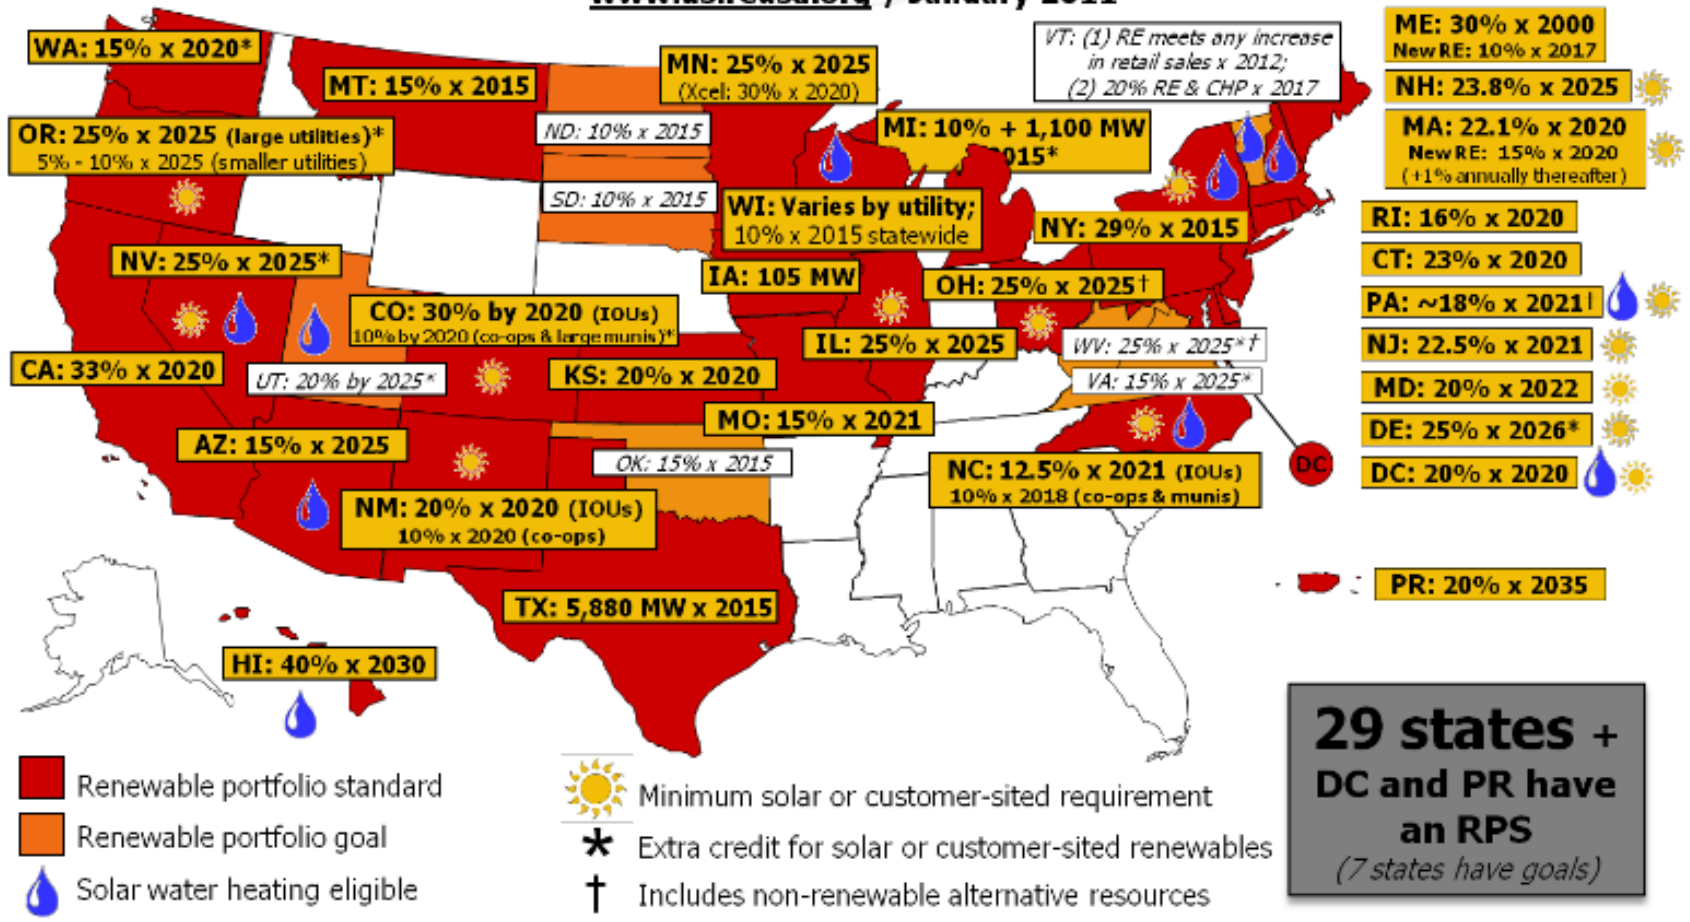 / January 2011
WA: 15% x 2020*
MT: 15% x 2015
MN: 25% x 2025
(Xcel: 30% x 2020)
VT: (1) RE meets any increase
in retail sales x 2012;
(2) 20% RE & CHP x 2017
ME: 30% x 2000
New RE: 10% x 2017
NH: 23.8% x 2025
MA: 22.1% x 2020
New RE: 15% x 2020
(+1% annually thereafter)
OR: 25% x 2025 (large utilities)*
5% - 10% x 2025 (smaller utilities)
ND: 10% x 2015
MI: 10% + 1,100 MW
2015*
SD: 10% x 2015
WI: Varies by utility;
10% x 2015 statewide
NY: 29% x 2015
RI: 16% x 2020
CT: 23% x 2020
NV: 25% x 2025*
IA: 105 MW
OH: 25% x 2025†
PA: ~18% x 2021†
CO: 30% by 2020 (IOUs)
10% by 2020 (co-ops & large munis)*
IL: 25% x 2025
WV: 25% x 2025*†
NJ: 22.5% x 2021
CA: 33% x 2020
UT: 20% by 2025*
KS: 20% x 2020
VA: 15% x 2025*
MD: 20% x 2022
MO: 15% x 2021
DE: 25% x 2026*
AZ: 15% x 2025
OK: 15% x 2015
NC: 12.5% x 2021 (IOUs)
10% x 2018 (co-ops & munis)
DC
DC: 20% x 2020
NM: 20% x 2020 (IOUs)
10% x 2020 (co-ops)
TX: 5,880 MW x 2015
PR: 20% x 2035
HI: 40% x 2030
29 states +
DC and PR have
an RPS
(7 states have goals)
Renewable portfolio standard
Renewable portfolio goal
Solar water heating eligible
Minimum solar or customer-sited requirement
* Extra credit for solar or customer-sited renewables
† Includes non-renewable alternative resources